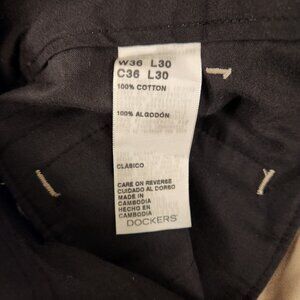 W36 L30
C36 L30
100% COTTON
100% ALGODÓN
CLÁSICO
CARE ON REVERSE
CUIDADO AL DORSO
MADE IN
CAMBODIA
HECHO EN
CAMBODIA
DOCKERS